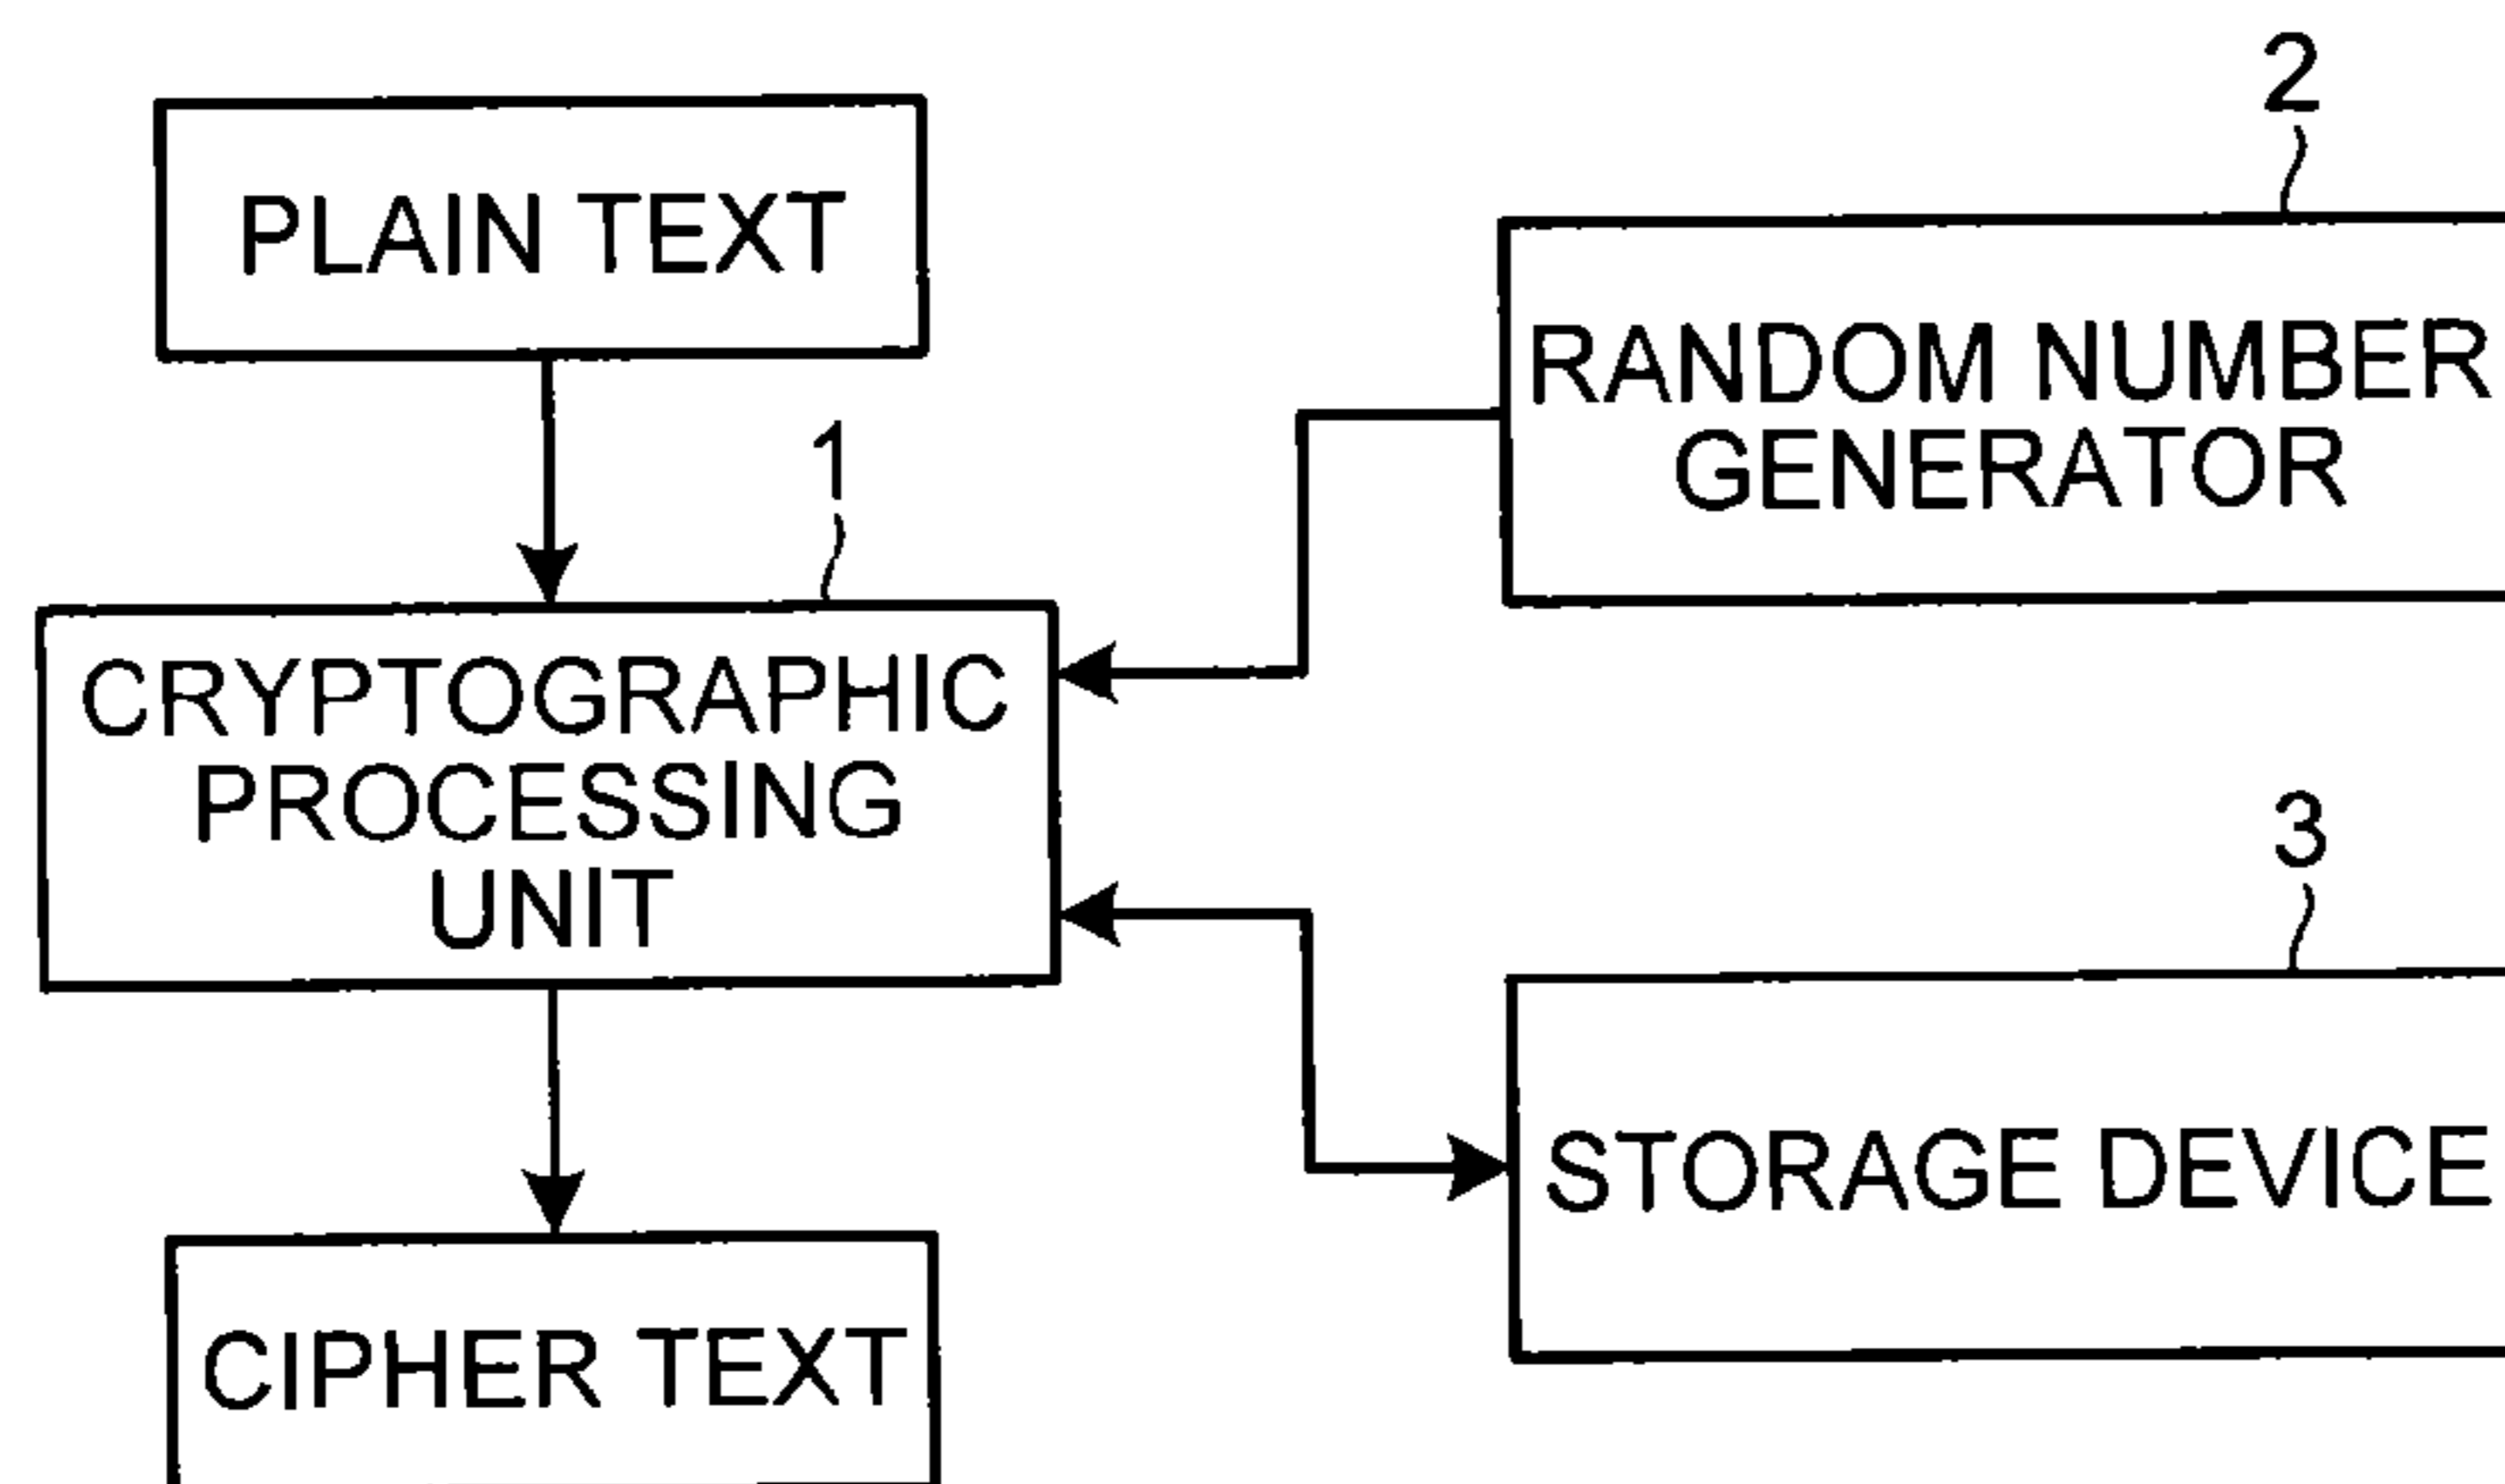 PLAIN TEXT
1
CRYPTOGRAPHIC
PROCESSING
UNIT
CIPHER TEXT
2
RANDOM NUMBER
GENERATOR
3
STORAGE DEVICE